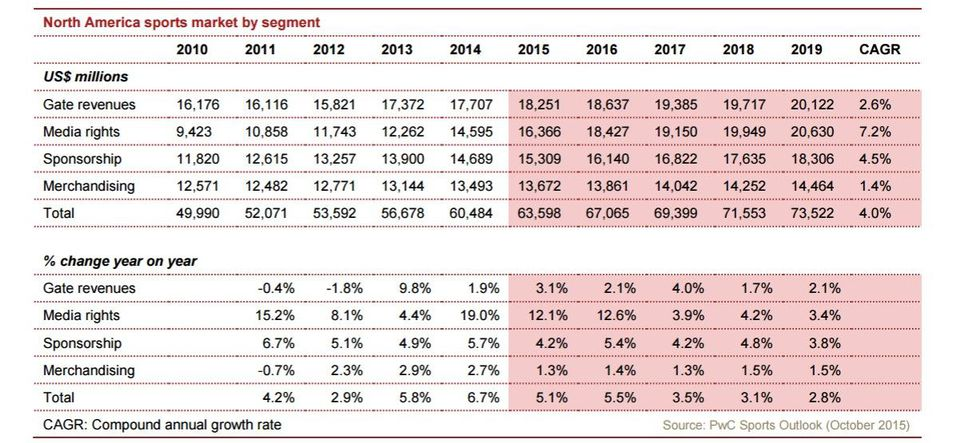 North America sports market by segment
2010 2011 2012 2013 2014 2015 2016 2017 2018 2019 CAGR
US$ millions
Gate revenues 16,176 16,116 15,821 17,372 17,707 18,251 18,637 19,385 19,717 20,122 2.6%
Media rights 9,423 10,858 11,743 12,262 14,595 16,366 18,427 19,150 19,949 20,630 7.2%
Sponsorship 11,820 12,615 13,257 13,900 14,689 15,309 16,140 16,822 17,635 18,306 4.5%
Merchandising 12,571 12,482 12,771 13,144 13,493 13,672 13,861 14,042 14,252 14,464 1.4%
Total 49,990 52,071 53,592 56,678 60,484 63,598 67,065 69,399 71,553 73,522 4.0%
% change year on year
Gate revenues -0.4% -1.8% 9.8% 1.9% 3.1% 2.1% 4.0% 1.7% 2.1%
Media rights 15.2% 8.1% 4.4% 19.0% 12.1% 12.6% 3.9% 4.2% 3.4%
Sponsorship 6.7% 5.1% 4.9% 5.7% 4.2% 5.4% 4.2% 4.8% 3.8%
Merchandising -0.7% 2.3% 2.9% 2.7% 1.3% 1.4% 1.3% 1.5% 1.5%
Total 4.2% 2.9% 5.8% 6.7% 5.1% 5.5% 3.5% 3.1% 2.8%
CAGR: Compound annual growth rate Source: PwC Sports Outlook (October 2015)